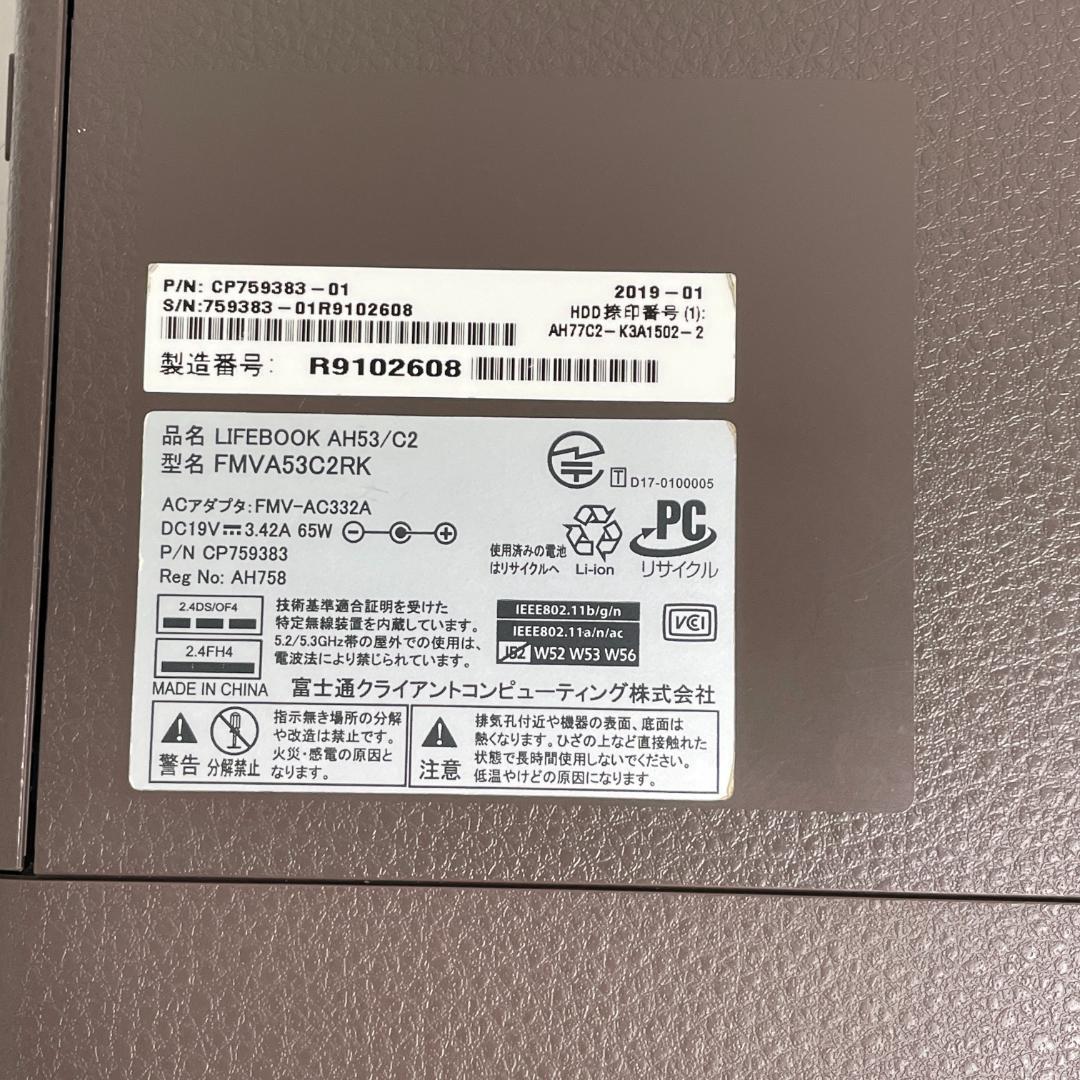 P/N: CP759383-01
2019-01
S/N:759383-01R9102608
HDD捺印番号(1):
AH77C2-K3A1502-2
製造番号: R9102608
品名 LIFEBOOK AH53/C2
型名 FMVA53C2RK
T D17-0100005
ACアダプタ:FMV-AC332A
DC19V 3.42A 65W
P/N CP759383
Reg No: AH758
使用済みの電池
はリサイクルへ
Li-ion
PC
リサイクル
2.4DS/OF4
2.4FH4
技術基準適合証明を受けた
特定無線装置を内蔵しています。
5.2/5.3GHz帯の屋外での使用は、
電波法により禁じられています。
IEEE802.11b/g/n
IEEE802.11a/n/ac
J52 W52 W53 W56
VCI
MADE IN CHINA 富士通クライアントコンピューティング株式会社
警告 分解禁止
指示無き場所の分解
や改造は禁止です。
火災・感電の原因と
なります。
注意
排気孔付近や機器の表面、底面は
熱くなります。ひざの上など直接触れた
状態で長時間使用しないでください。
低温やけどの原因になります。